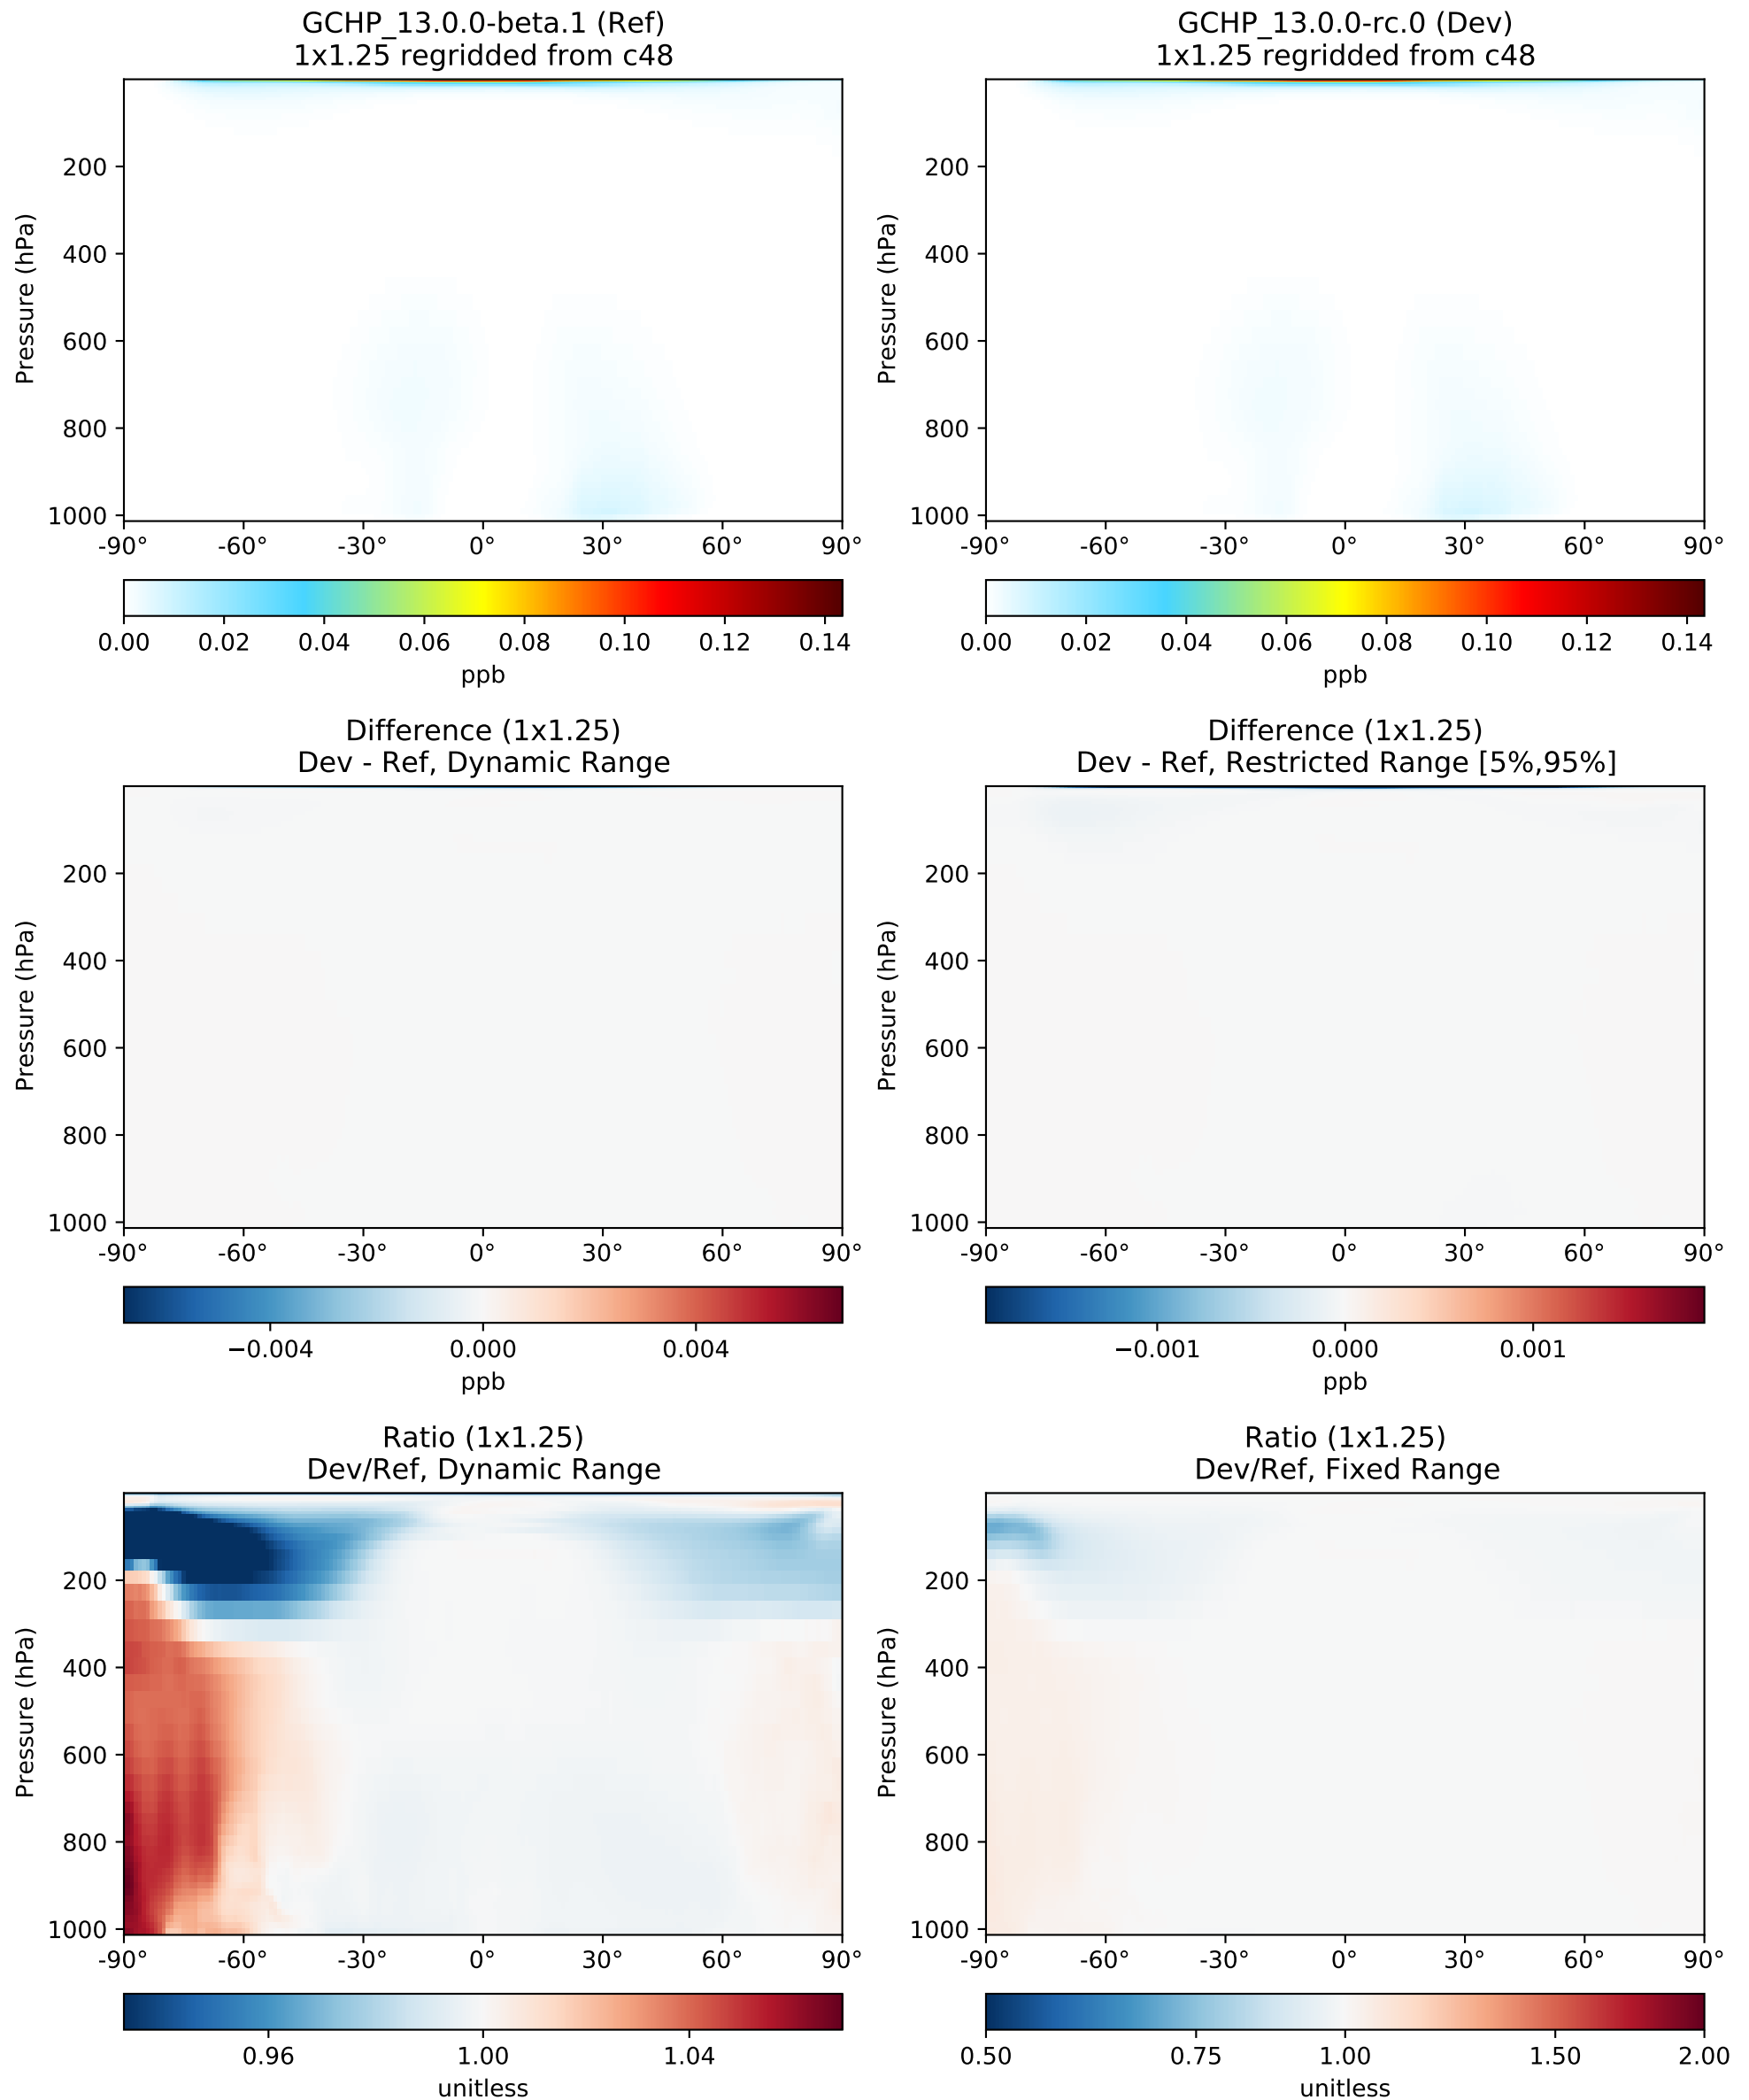 GCHP_13.0.0-beta.1 (Ref)
1x1.25 regridded from c48
Pressure (hPa)
200
400
600
800
1000
-90° -60° -30° 0° 30° 60° 90°
0.00 0.02 0.04 0.06 0.08 0.10 0.12 0.14
ppb
GCHP_13.0.0-rc.0 (Dev)
1x1.25 regridded from c48
Pressure (hPa)
200
400
600
800
1000
-90° -60° -30° 0° 30° 60° 90°
0.00 0.02 0.04 0.06 0.08 0.10 0.12 0.14
ppb
Difference (1x1.25)
Dev - Ref, Dynamic Range
Pressure (hPa)
200
400
600
800
1000
-90° -60° -30° 0° 30° 60° 90°
−0.004 0.000 0.004
ppb
Difference (1x1.25)
Dev - Ref, Restricted Range [5%,95%]
Pressure (hPa)
200
400
600
800
1000
-90° -60° -30° 0° 30° 60° 90°
−0.001 0.000 0.001
ppb
Ratio (1x1.25)
Dev/Ref, Dynamic Range
Pressure (hPa)
200
400
600
800
1000
-90° -60° -30° 0° 30° 60° 90°
0.96 1.00 1.04
unitless
Ratio (1x1.25)
Dev/Ref, Fixed Range
Pressure (hPa)
200
400
600
800
1000
-90° -60° -30° 0° 30° 60° 90°
0.50 0.75 1.00 1.50 2.00
unitless